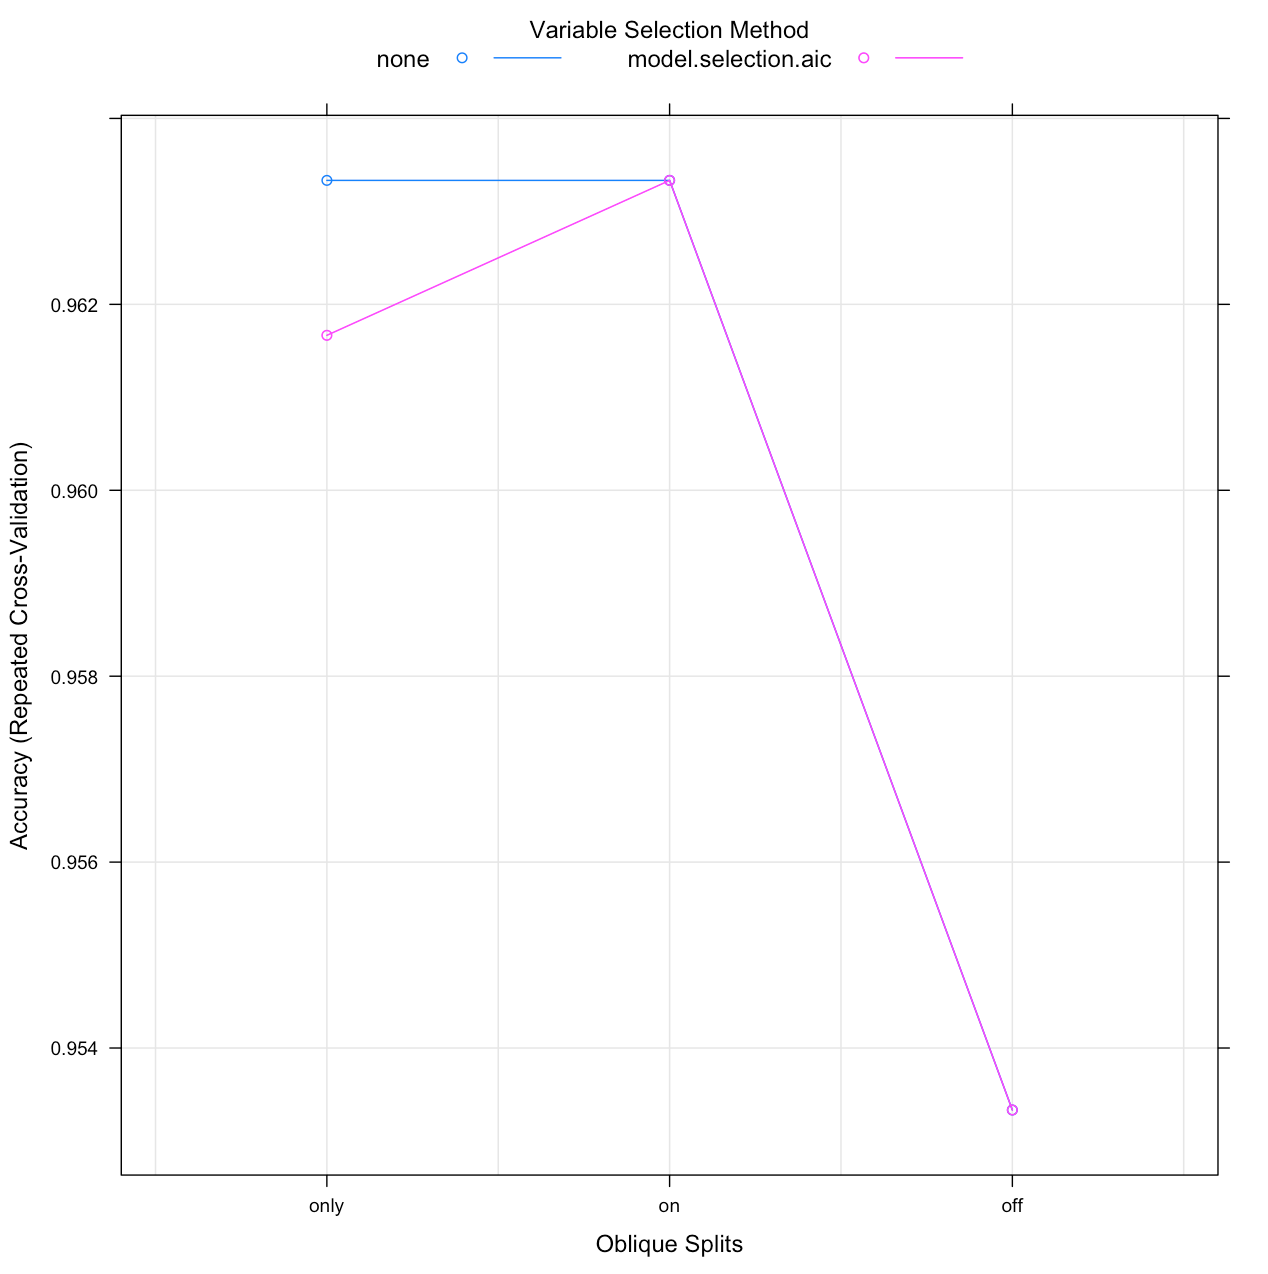 Variable Selection Method
none model.selection.aic
Accuracy (Repeated Cross-Validation)
0.962
0.960
0.958
0.956
0.954
only on off
Oblique Splits